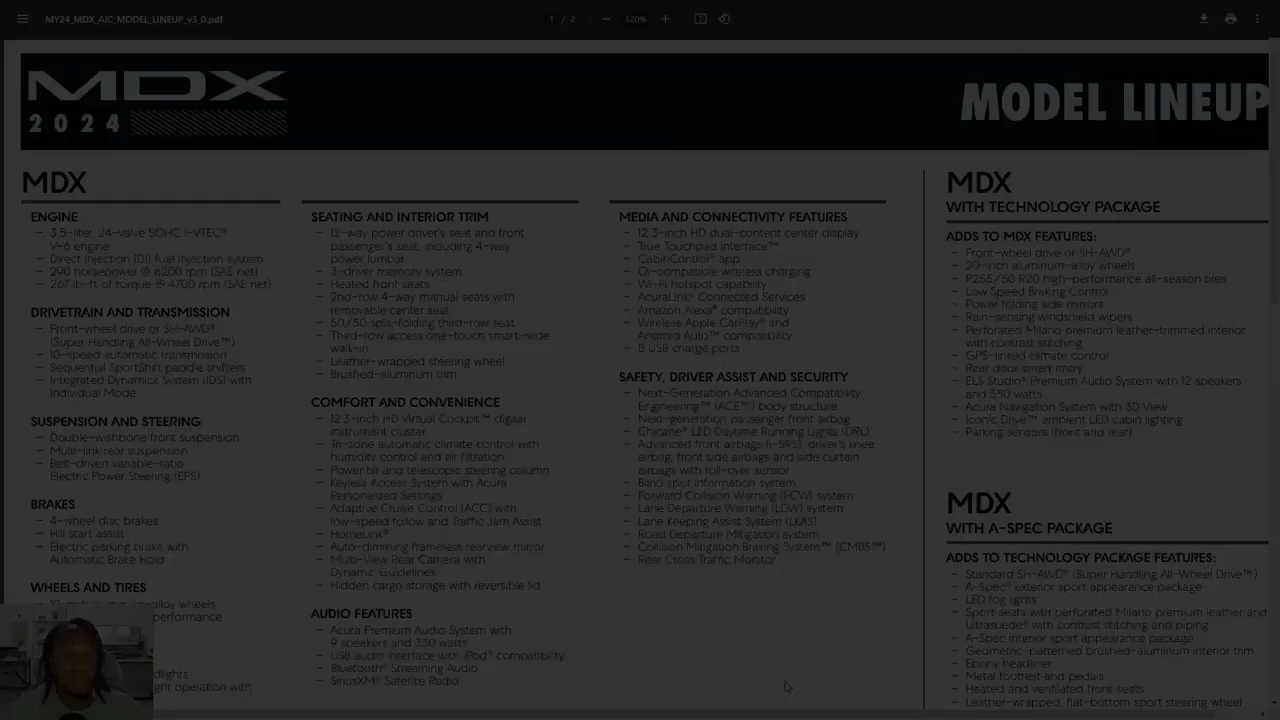 MY24_MDX_AIC_MODEL_LINEUP_v3_0.pdf
1 / 2
120%
MDX
2024
MODEL LINEUP
MDX
ENGINE
– 3.5-liter, 24-valve SOHC i-VTEC®
V-6 engine
– Direct Injection (DI) fuel injection system
– 290 horsepower @ 6200 rpm (SAE net)
– 267 lb-ft of torque @ 4700 rpm (SAE net)
DRIVETRAIN AND TRANSMISSION
– Front-wheel drive or SH-AWD®
(Super Handling All-Wheel Drive™)
– 10-speed automatic transmission
– Sequential SportShift paddle shifters
– Integrated Dynamics System (IDS) with
Individual Mode
SUSPENSION AND STEERING
– Double-wishbone front suspension
– Multi-link rear suspension
– Belt-driven variable-ratio
Electric Power Steering (EPS)
BRAKES
– 4-wheel disc brakes
– Hill start assist
– Electric parking brake with
Automatic Brake Hold
WHEELS AND TIRES
alloy wheels
performance
dlights
ght operation with
SEATING AND INTERIOR TRIM
– 12-way power driver's seat and front
passenger's seat, including 4-way
power lumbar
– 3-driver memory system
– Heated front seats
– 2nd-row 4-way manual seats with
removable center seat
– 50/50 split-folding third-row seat
– Third-row access one-touch smart-slide
walk-in
– Leather-wrapped steering wheel
– Brushed-aluminum trim
COMFORT AND CONVENIENCE
– 12.3-inch HD Virtual Cockpit™ digital
instrument cluster
– Tri-zone automatic climate control with
humidity control and air filtration
– Power tilt and telescopic steering column
– Keyless Access System with Acura
Personalized Settings
– Adaptive Cruise Control (ACC) with
low-speed follow and Traffic Jam Assist
– HomeLink®
– Auto-dimming frameless rearview mirror
– Multi-View Rear Camera with
Dynamic Guidelines
– Hidden cargo storage with reversible lid
AUDIO FEATURES
– Acura Premium Audio System with
9 speakers and 350 watts
– USB audio interface with iPod® compatibility
– Bluetooth® Streaming Audio
– SiriusXM® Satellite Radio
MEDIA AND CONNECTIVITY FEATURES
– 12.3-inch HD dual-content center display
– True Touchpad Interface™
– CabinControl® app
– Qi-compatible wireless charging
– Wi-Fi hotspot capability
– AcuraLink® Connected Services
– Amazon Alexa® compatibility
– Wireless Apple CarPlay® and
Android Auto™ compatibility
– 5 USB charge ports
SAFETY, DRIVER ASSIST AND SECURITY
– Next-Generation Advanced Compatibility
Engineering™ (ACE™) body structure
– Next-generation passenger front airbag
– Chicane® LED Daytime Running Lights (DRL)
– Advanced front airbags (i-SRS), driver's knee
airbag, front side airbags and side curtain
airbags with roll-over sensor
– Blind spot information system
– Forward Collision Warning (FCW) system
– Lane Departure Warning (LDW) system
– Lane Keeping Assist System (LKAS)
– Road Departure Mitigation system
– Collision Mitigation Braking System™ (CMBS™)
– Rear Cross Traffic Monitor
MDX
WITH TECHNOLOGY PACKAGE
ADDS TO MDX FEATURES:
– Front-wheel drive or SH-AWD®
– 20-inch aluminum-alloy wheels
– P255/50 R20 high-performance all-season tires
– Low Speed Braking Control
– Power folding side mirrors
– Rain-sensing windshield wipers
– Perforated Milano premium leather-trimmed interior
with contrast stitching
– GPS-linked climate control
– Rear door smart entry
– ELS Studio® Premium Audio System with 12 speakers
and 550 watts
– Acura Navigation System with 3D View
– Iconic Drive™ ambient LED cabin lighting
– Parking sensors (front and rear)
MDX
WITH A-SPEC PACKAGE
ADDS TO TECHNOLOGY PACKAGE FEATURES:
– Standard SH-AWD® (Super Handling All-Wheel Drive™)
– A-Spec® exterior sport appearance package
– LED fog lights
– Sport seats with perforated Milano premium leather and
Ultrasuede® with contrast stitching and piping
– A-Spec interior sport appearance package
– Geometric-patterned brushed-aluminum interior trim
– Ebony headliner
– Metal footrest and pedals
– Heated and ventilated front seats
– Leather-wrapped, flat-bottom sport steering wheel